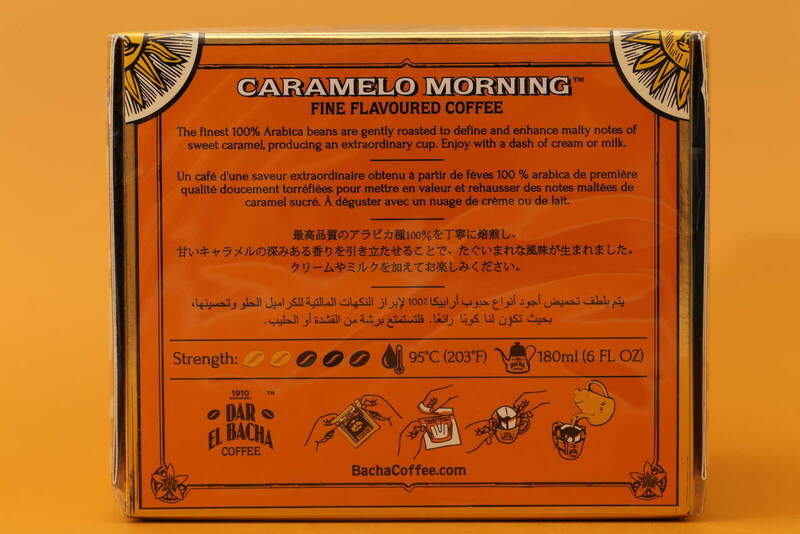 CARAMELO MORNING™
FINE FLAVOURED COFFEE
The finest 100% Arabica beans are gently roasted to define and enhance malty notes of
sweet caramel, producing an extraordinary cup. Enjoy with a dash of cream or milk.
Un café d'une saveur extraordinaire obtenu à partir de fèves 100 % arabica de première
qualité doucement torréfiées pour mettre en valeur et rehausser des notes maltées de
caramel sucré. À déguster avec un nuage de crème ou de lait.
最高品質のアラビカ種100%を丁寧に焙煎し、
甘いキャラメルの深みある香りを引き立たせることで、たぐいまれな風味が生まれました。
クリームやミルクを加えてお楽しみください。
يتم بلطف تحميص أجود أنواع حبوب أرابيكا 100٪ لإبراز النكهات المالتية للكراميل الحلو وتحسينها،
بحيث تكون لنا كوبًا رائعًا. فلتستمتع برشة من القشدة أو الحليب.
Strength: 95°C (203°F) 180ml (6 FL OZ)
1910 ™
DAR
EL BACHA
COFFEE
BachaCoffee.com